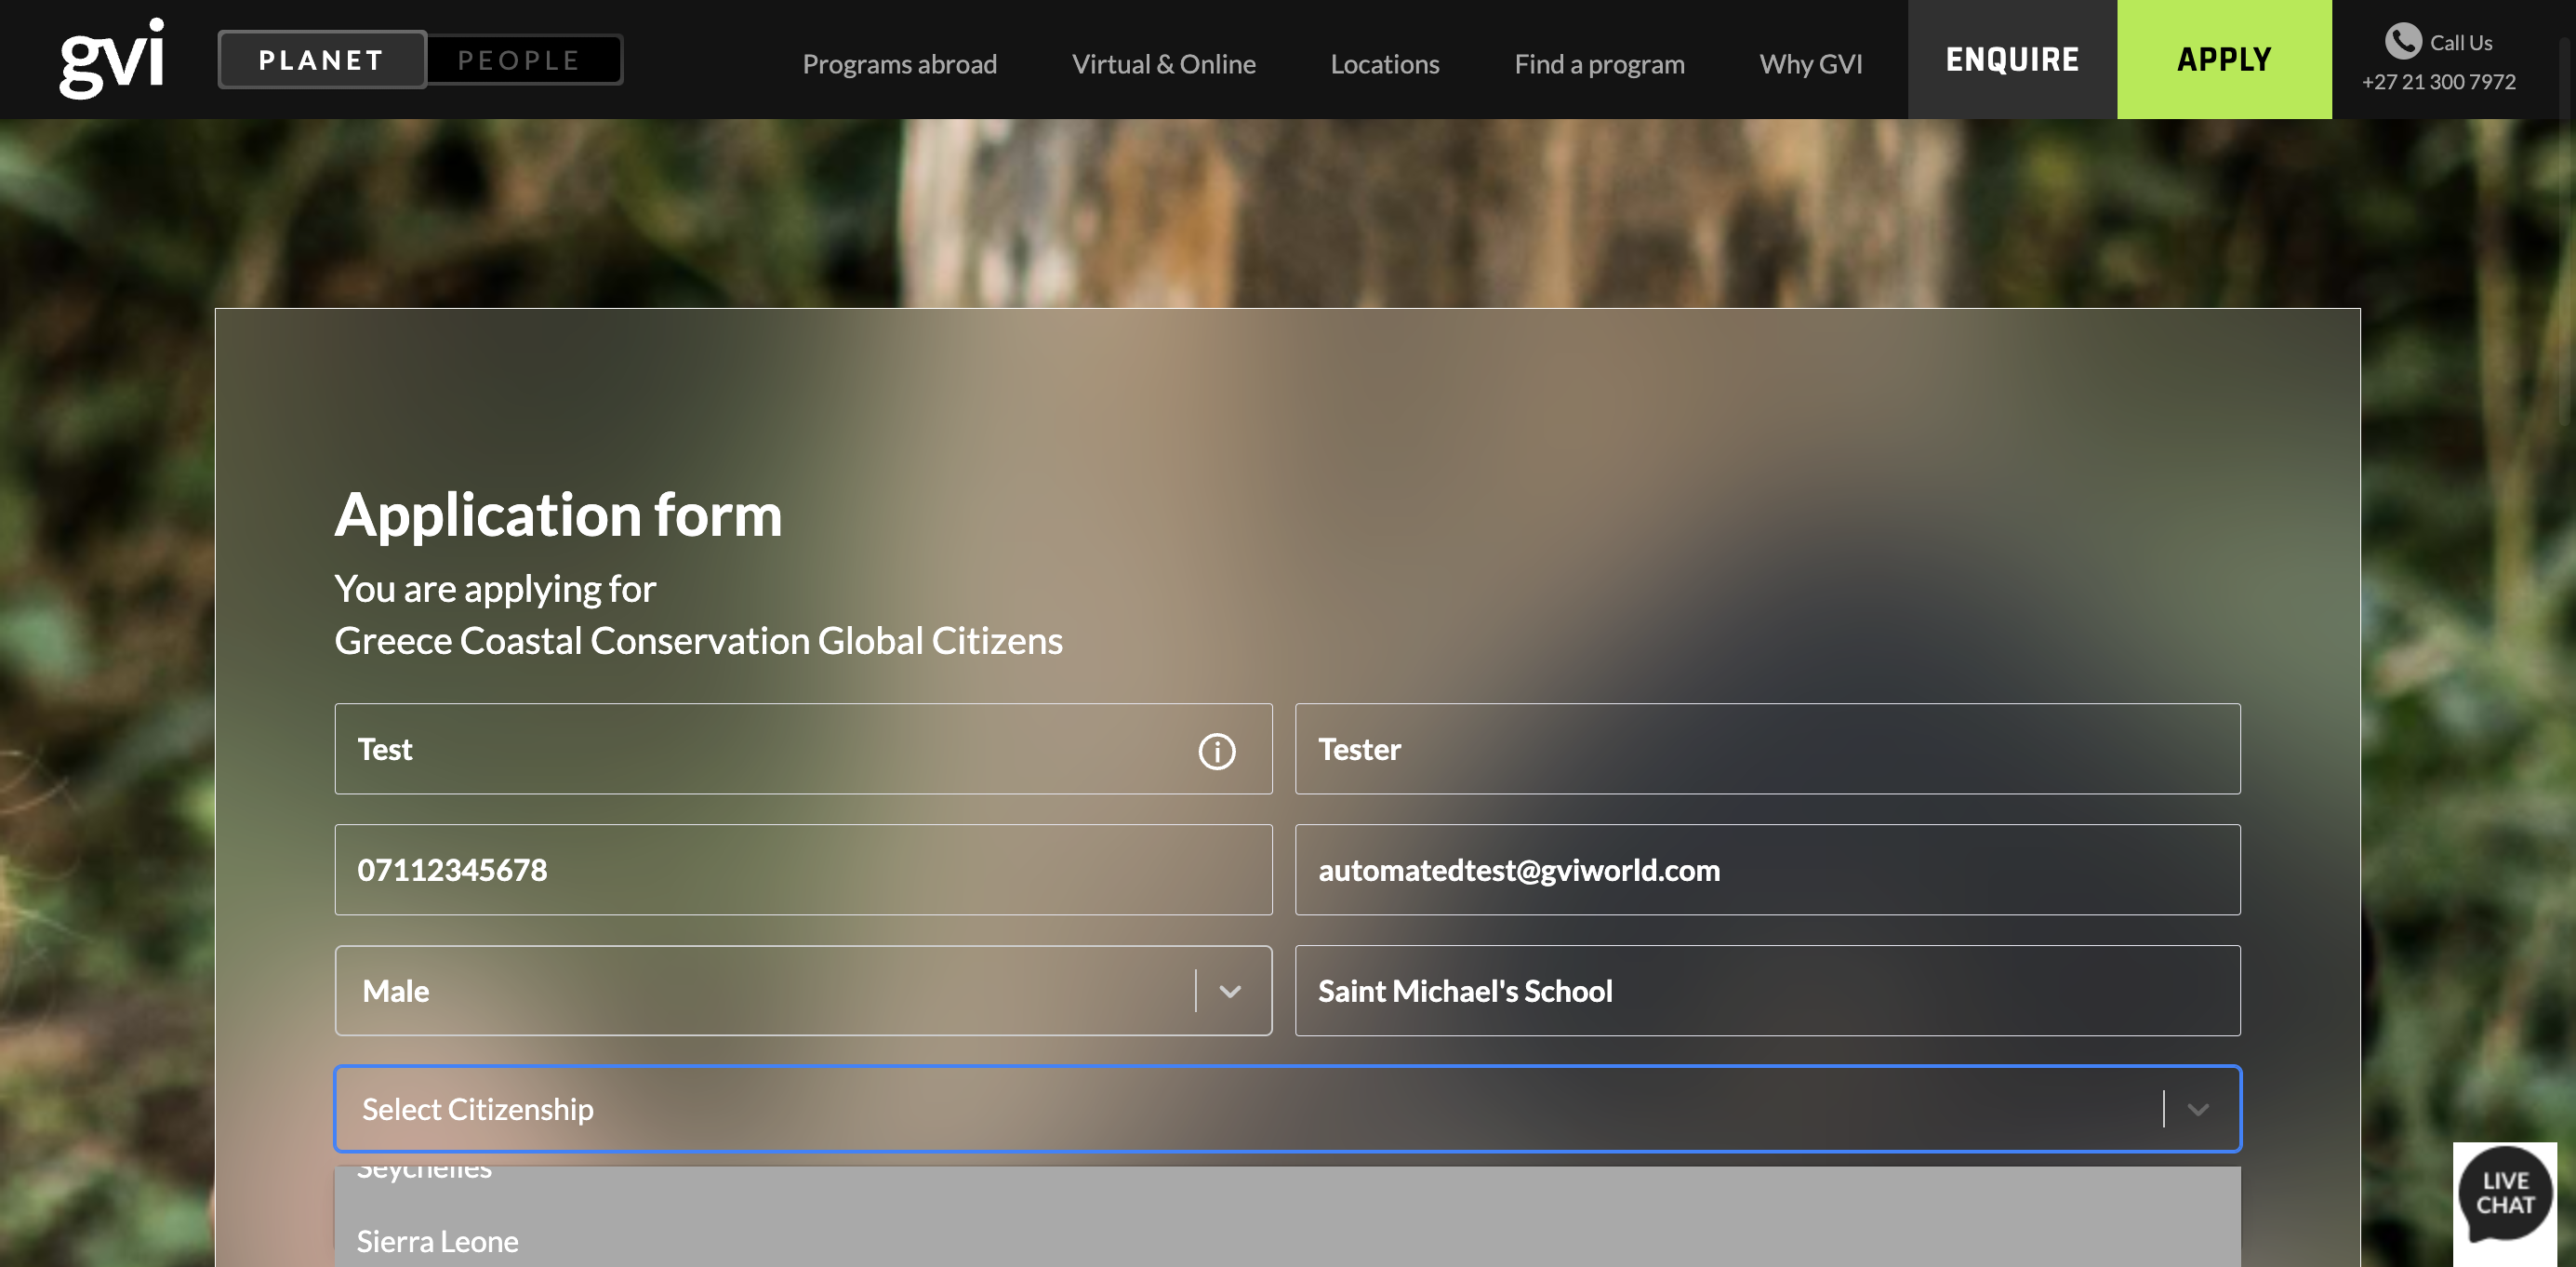 gvi
PLANET
PEOPLE
Programs abroad
Virtual & Online
Locations
Find a program
Why GVI
ENQUIRE
APPLY
Call Us
+27 21 300 7972
Application form
You are applying for
Greece Coastal Conservation Global Citizens
Test
Tester
07112345678
automatedtest@gviworld.com
Male
Saint Michael's School
Select Citizenship
Seychelles
Sierra Leone
LIVE
CHAT